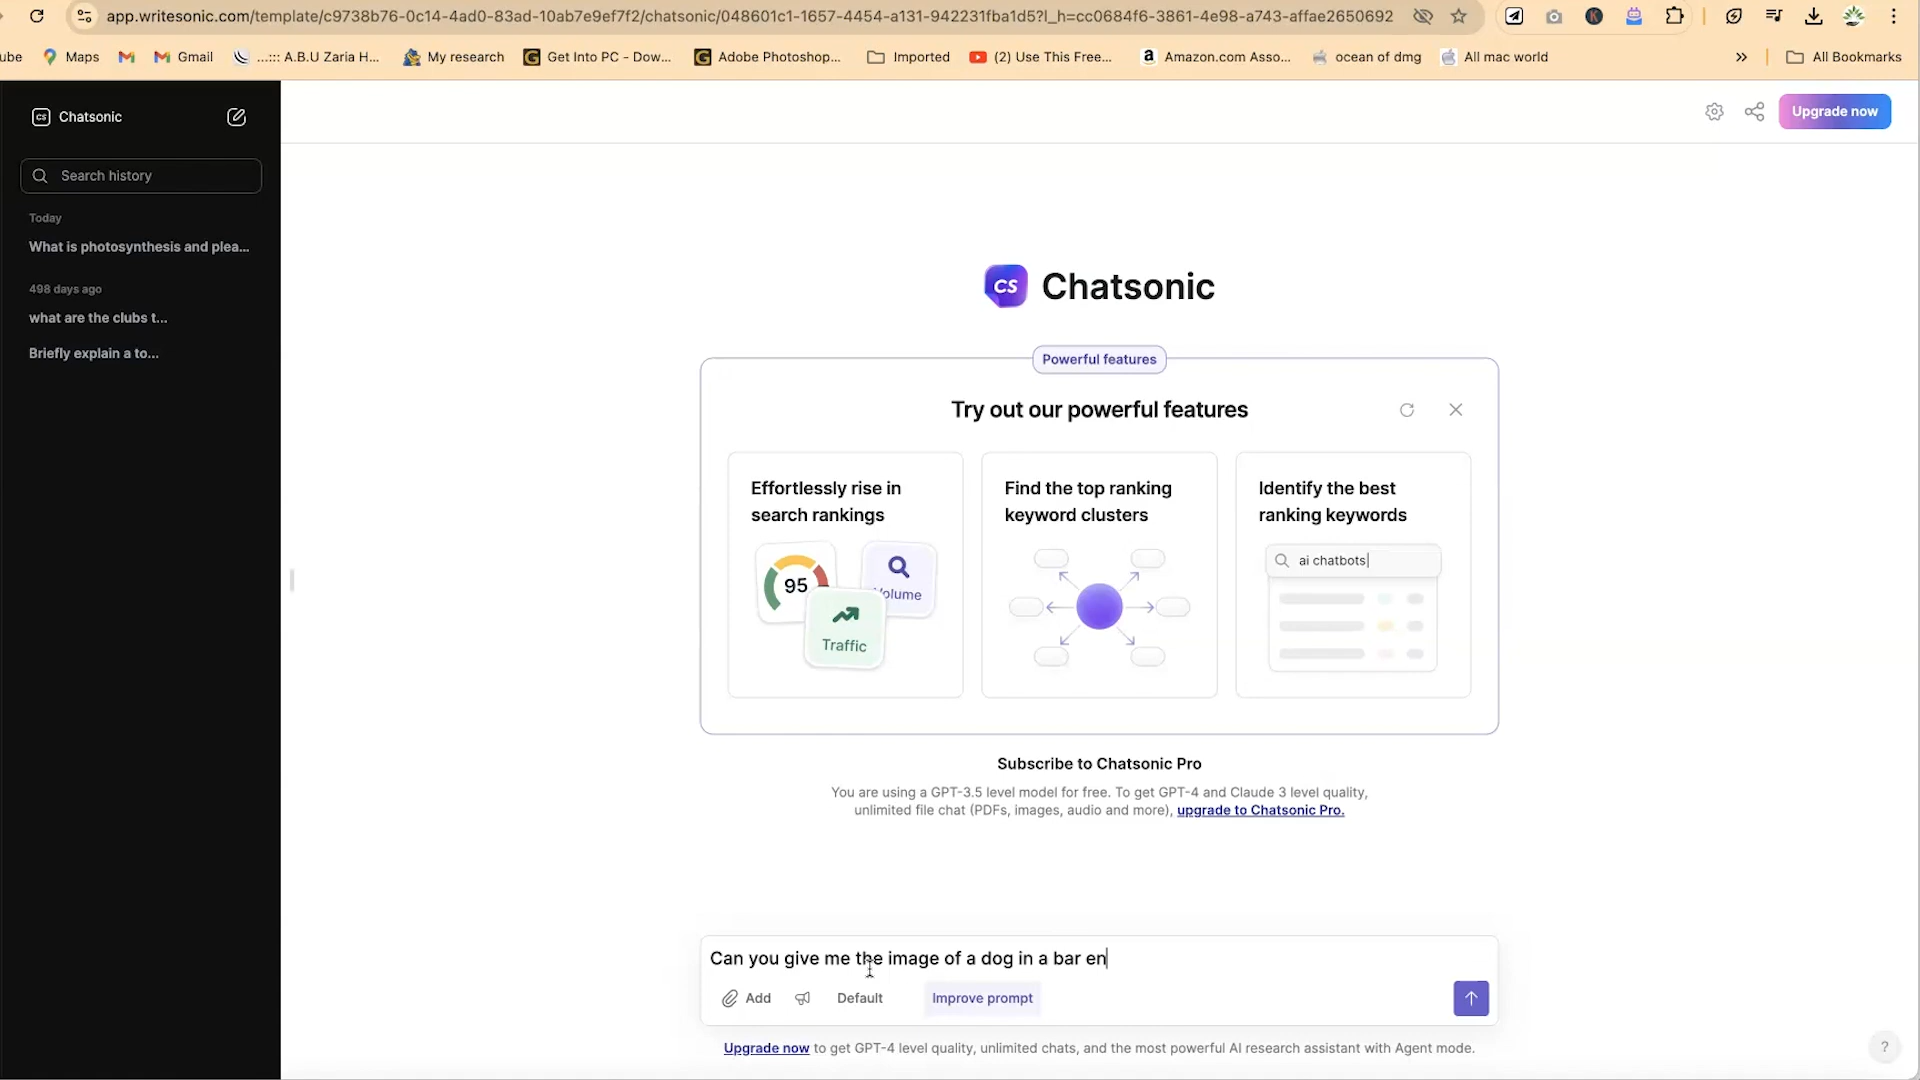 app.writesonic.com/template/c9738b76-0c14-4ad0-83ad-10ab7e9ef7f2/chatsonic/048601c1-1657-4454-a131-942231fba1d5?l_h=cc0684f6-3861-4e98-a743-affae2650692
ube Maps Gmail ...::: A.B.U Zaria H... My research Get Into PC - Dow... Adobe Photoshop... Imported (2) Use This Free... Amazon.com Asso... ocean of dmg All mac world » All Bookmarks
CS Chatsonic
Upgrade now
Search history
Today
What is photosynthesis and plea...
498 days ago
what are the clubs t...
Briefly explain a to...
CS Chatsonic
Powerful features
Try out our powerful features
Effortlessly rise in
search rankings
95
Volume
Traffic
Find the top ranking
keyword clusters
Identify the best
ranking keywords
ai chatbots
Subscribe to Chatsonic Pro
You are using a GPT-3.5 level model for free. To get GPT-4 and Claude 3 level quality,
unlimited file chat (PDFs, images, audio and more), upgrade to Chatsonic Pro.
Can you give me the image of a dog in a bar en
Add Default Improve prompt
Upgrade now to get GPT-4 level quality, unlimited chats, and the most powerful AI research assistant with Agent mode.
?